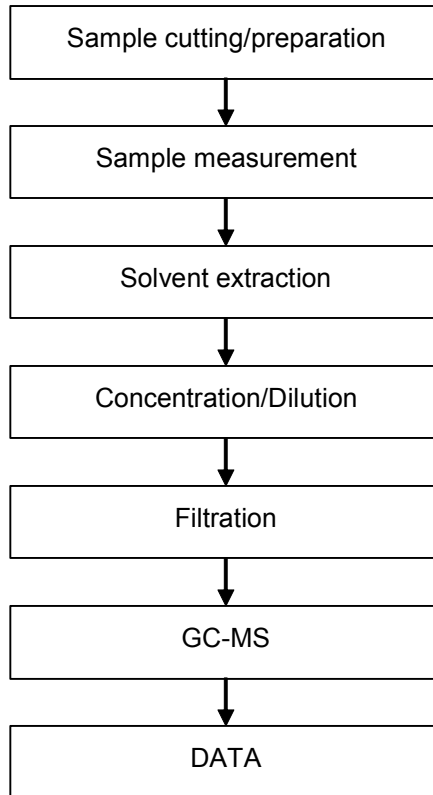 Sample cutting/preparation
Sample measurement
Solvent extraction
Concentration/Dilution
Filtration
GC-MS
DATA